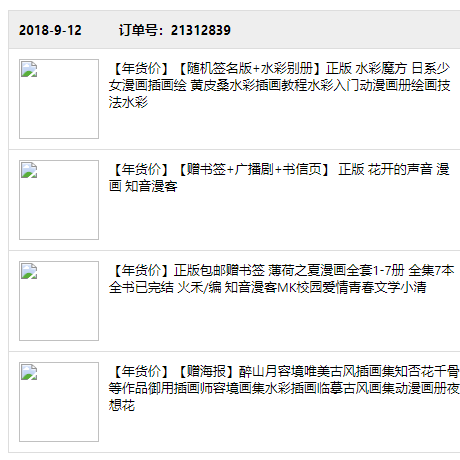 2018-9-12 订单号：21312839
【年货价】【随机签名版+水彩别册】正版 水彩魔方 日系少
女漫画插画绘 黄皮桑水彩插画教程水彩入门动漫画册绘画技
法水彩
【年货价】【赠书签+广播剧+书信页】 正版 花开的声音 漫
画 知音漫客
【年货价】正版包邮赠书签 薄荷之夏漫画全套1-7册 全集7本
全书已完结 火禾/编 知音漫客MK校园爱情青春文学小清
【年货价】【赠海报】醉山月容境唯美古风插画集知否花千骨
等作品御用插画师容境画集水彩插画临摹古风画集动漫画册夜
想花